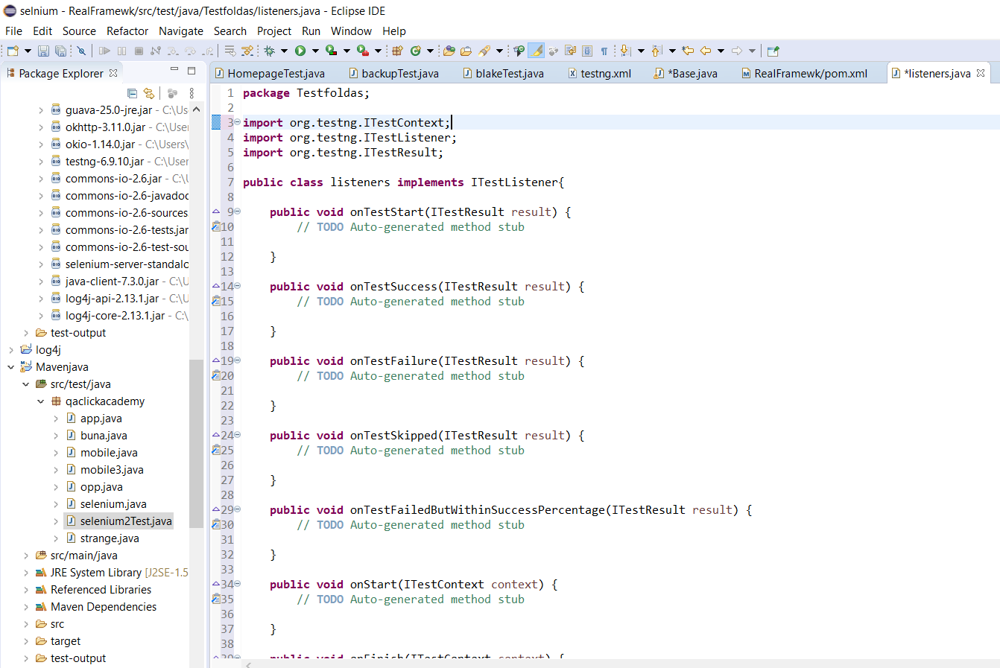 selnium - RealFramewk/src/test/java/Testfoldas/listeners.java - Eclipse IDE
File Edit Source Refactor Navigate Search Project Run Window Help
Package Explorer
guava-25.0-jre.jar - C:\Us
okhttp-3.11.0.jar - C:\User
okio-1.14.0.jar - C:\Users\
testng-6.9.10.jar - C:\User
commons-io-2.6.jar - C:\U
commons-io-2.6-javadoc
commons-io-2.6-sources.
commons-io-2.6-tests.jar
commons-io-2.6-test-sou
selenium-server-standalo
java-client-7.3.0.jar - C:\U
log4j-api-2.13.1.jar - C:\U
log4j-core-2.13.1.jar - C:\
test-output
log4j
Mavenjava
src/test/java
qaclickacademy
app.java
buna.java
mobile.java
mobile3.java
opp.java
selenium.java
selenium2Test.java
strange.java
src/main/java
JRE System Library [J2SE-1.5
Referenced Libraries
Maven Dependencies
src
target
test-output
HomepageTest.java backupTest.java blakeTest.java testng.xml *Base.java RealFramewk/pom.xml *listeners.java
1 package Testfoldas;
2
3 import org.testng.ITestContext;
4 import org.testng.ITestListener;
5 import org.testng.ITestResult;
6
7 public class listeners implements ITestListener{
8
9 public void onTestStart(ITestResult result) {
10 // TODO Auto-generated method stub
11
12 }
13
14 public void onTestSuccess(ITestResult result) {
15 // TODO Auto-generated method stub
16
17 }
18
19 public void onTestFailure(ITestResult result) {
20 // TODO Auto-generated method stub
21
22 }
23
24 public void onTestSkipped(ITestResult result) {
25 // TODO Auto-generated method stub
26
27 }
28
29 public void onTestFailedButWithinSuccessPercentage(ITestResult result) {
30 // TODO Auto-generated method stub
31
32 }
33
34 public void onStart(ITestContext context) {
35 // TODO Auto-generated method stub
36
37 }
38
39 public void onFinish(ITestContext context) {